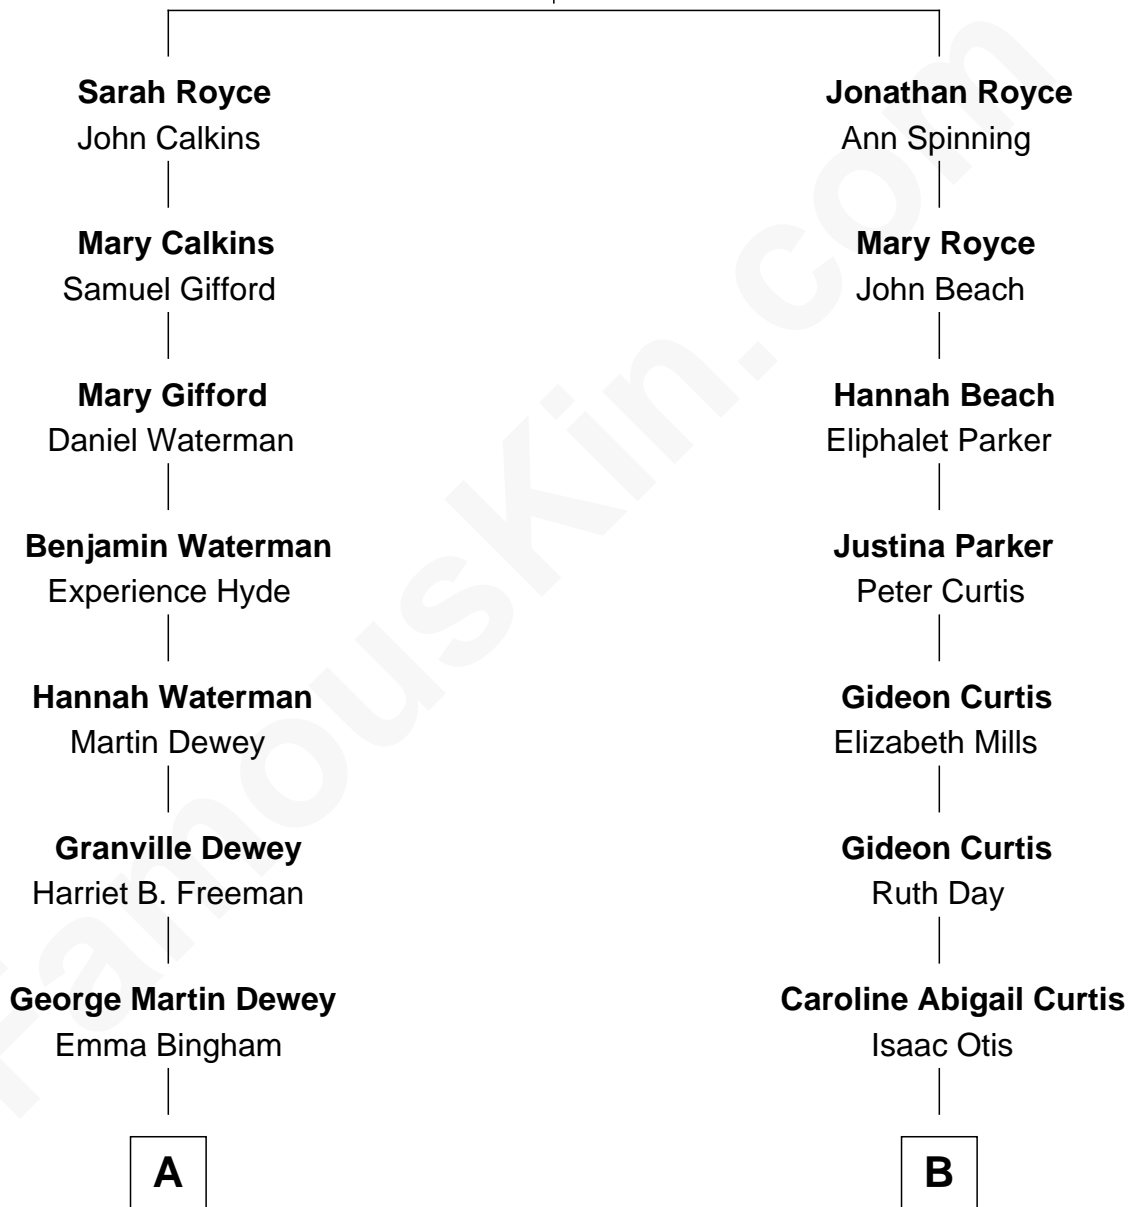 Sarah Royce
John Calkins
Jonathan Royce
Ann Spinning
Mary Calkins
Samuel Gifford
Mary Royce
John Beach
Mary Gifford
Daniel Waterman
Hannah Beach
Eliphalet Parker
Benjamin Waterman
Experience Hyde
Justina Parker
Peter Curtis
Hannah Waterman
Martin Dewey
Gideon Curtis
Elizabeth Mills
Granville Dewey
Harriet B. Freeman
Gideon Curtis
Ruth Day
George Martin Dewey
Emma Bingham
Caroline Abigail Curtis
Isaac Otis
A
B
FamousKin.com